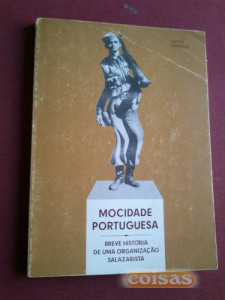 MOCIDADE
PORTUGUESA
BREVE HISTÓRIA
DE UMA ORGANIZAÇÃO
SALAZARISTA
coisas